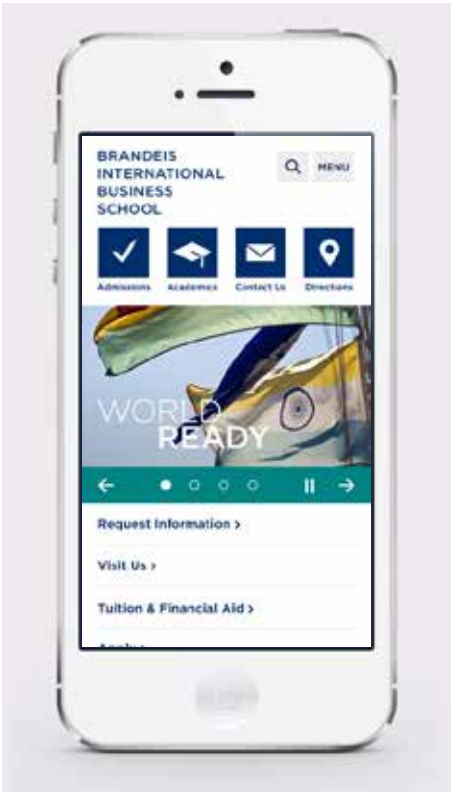 BRANDEIS
INTERNATIONAL
BUSINESS
SCHOOL
MENU
Admissions Academics Contact Us Directions
WORLD
READY
Request Information >
Visit Us >
Tuition & Financial Aid >